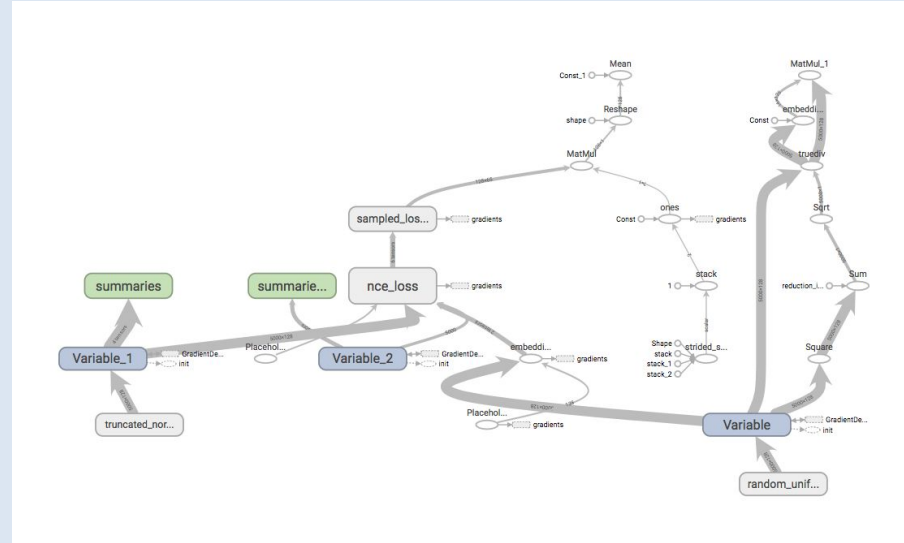 Mean
Const_1
Reshape
shape
MatMul
MatMul_1
embeddi...
Const
truediv
Sqrt
Sum
reduction_i...
Square
sampled_los...
gradients
ones
Const
gradients
stack
1
summaries
summarie...
nce_loss
gradients
Variable_1
GradientDe...
init
Placehol...
Variable_2
GradientDe...
init
embeddi...
gradients
Shape
stack
stack_1
stack_2
strided_s...
truncated_nor...
Placehol...
gradients
Variable
GradientDe...
init
random_unif...